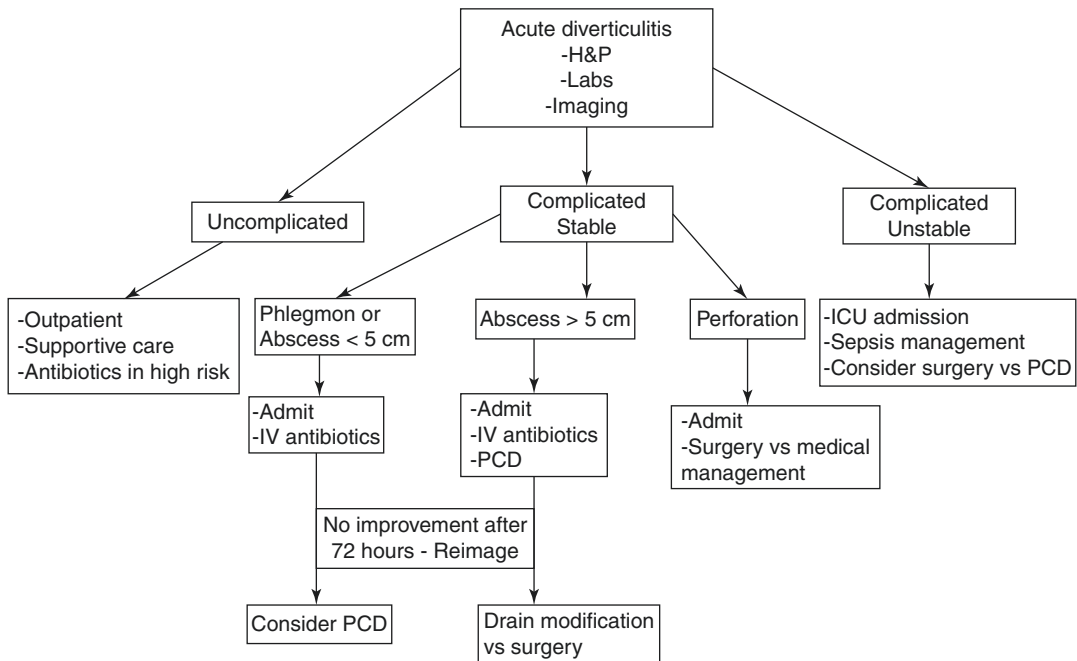 Acute diverticulitis
-H&P
-Labs
-Imaging
Uncomplicated
Complicated
Stable
Complicated
Unstable
-Outpatient
-Supportive care
-Antibiotics in high risk
Phlegmon or
Abscess < 5 cm
Abscess > 5 cm
Perforation
-ICU admission
-Sepsis management
-Consider surgery vs PCD
-Admit
-IV antibiotics
-Admit
-IV antibiotics
-PCD
-Admit
-Surgery vs medical
management
No improvement after
72 hours - Reimage
Consider PCD
Drain modification
vs surgery